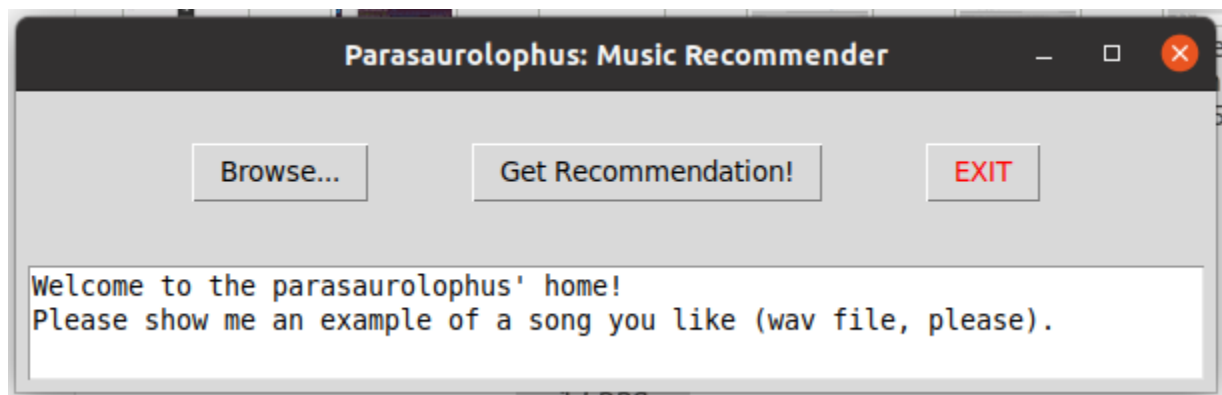 Parasaurolophus: Music Recommender
Browse... Get Recommendation! EXIT
Welcome to the parasaurolophus' home!
Please show me an example of a song you like (wav file, please).